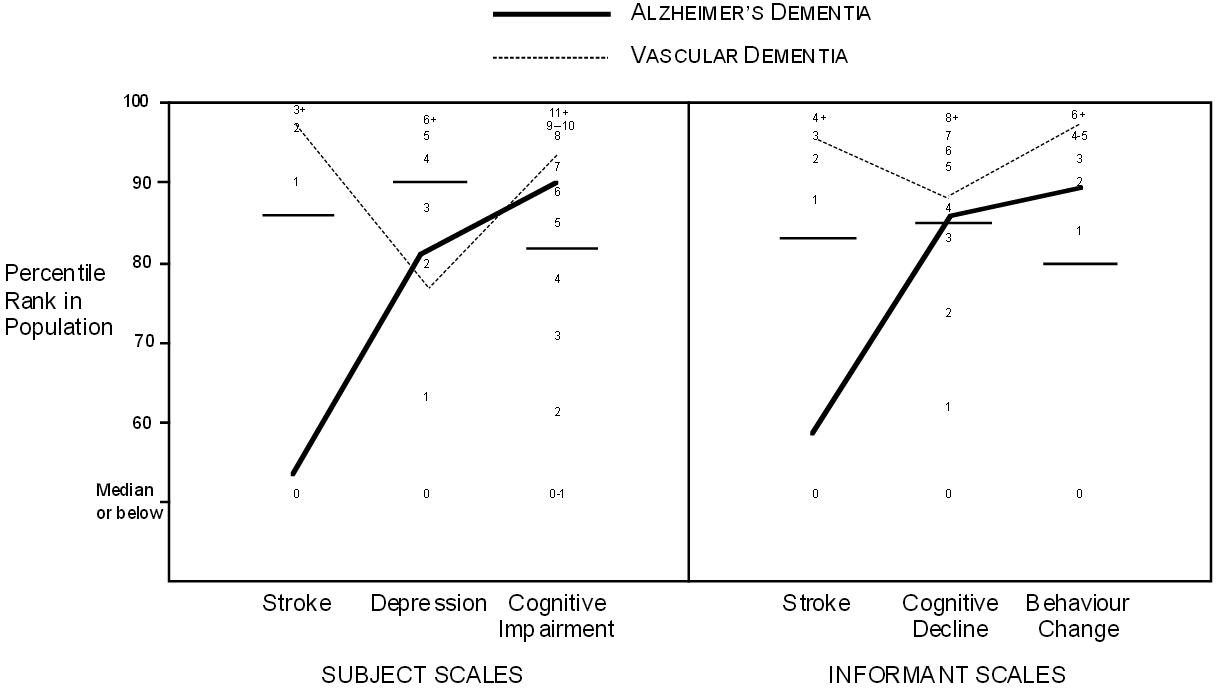 ALZHEIMER'S DEMENTIA
VASCULAR DEMENTIA
100
90
80
70
60
Median
or below
Percentile
Rank in
Population
3+
2
1
0
6+
5
4
3
2
1
0
11+
9–10
8
7
6
5
4
3
2
0-1
4+
3
2
1
0
8+
7
6
5
4
3
2
1
0
6+
4-5
3
2
1
0
Stroke
Depression
Cognitive
Impairment
Stroke
Cognitive
Decline
Behaviour
Change
SUBJECT SCALES
INFORMANT SCALES